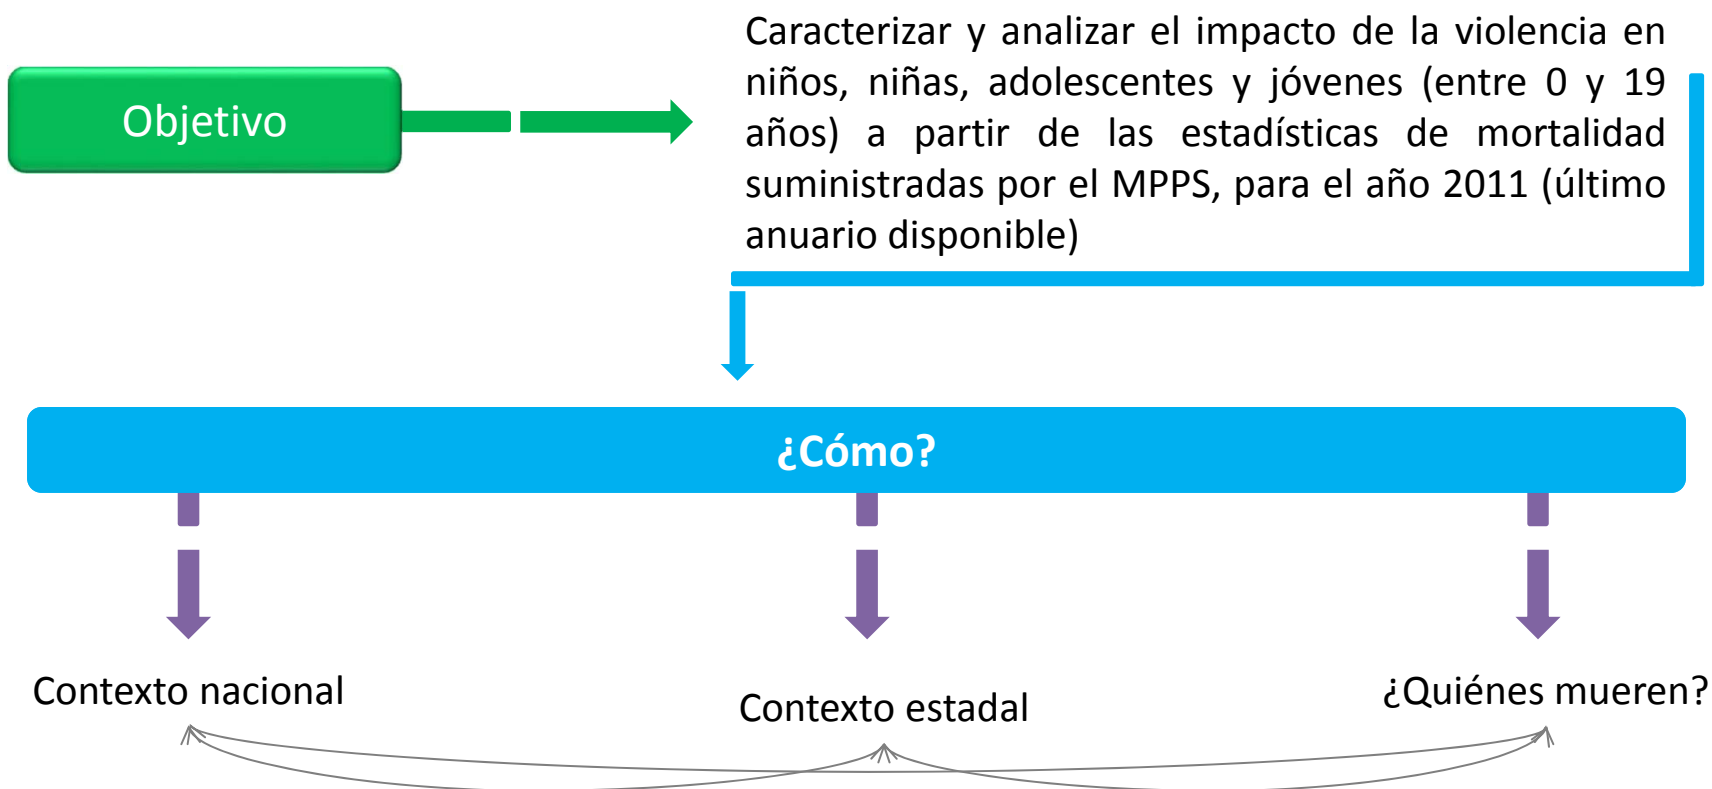 Objetivo
Caracterizar y analizar el impacto de la violencia en
niños, niñas, adolescentes y jóvenes (entre 0 y 19
años) a partir de las estadísticas de mortalidad
suministradas por el MPPS, para el año 2011 (último
anuario disponible)
¿Cómo?
Contexto nacional
Contexto estadal
¿Quiénes mueren?